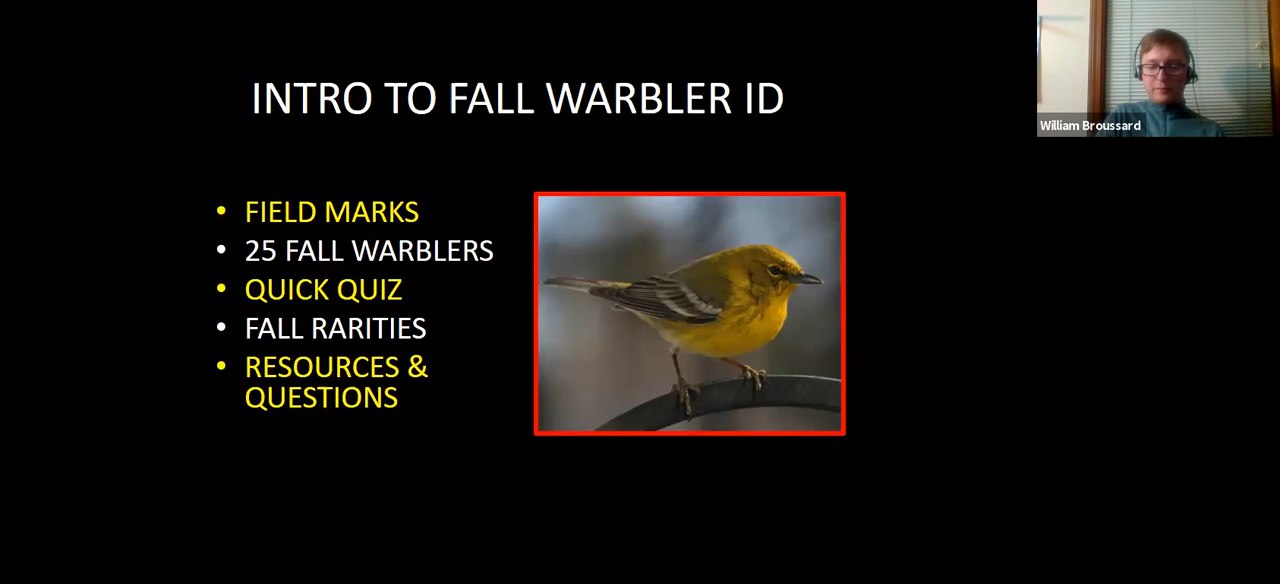 INTRO TO FALL WARBLER ID
• FIELD MARKS
• 25 FALL WARBLERS
• QUICK QUIZ
• FALL RARITIES
• RESOURCES &
QUESTIONS
William Broussard